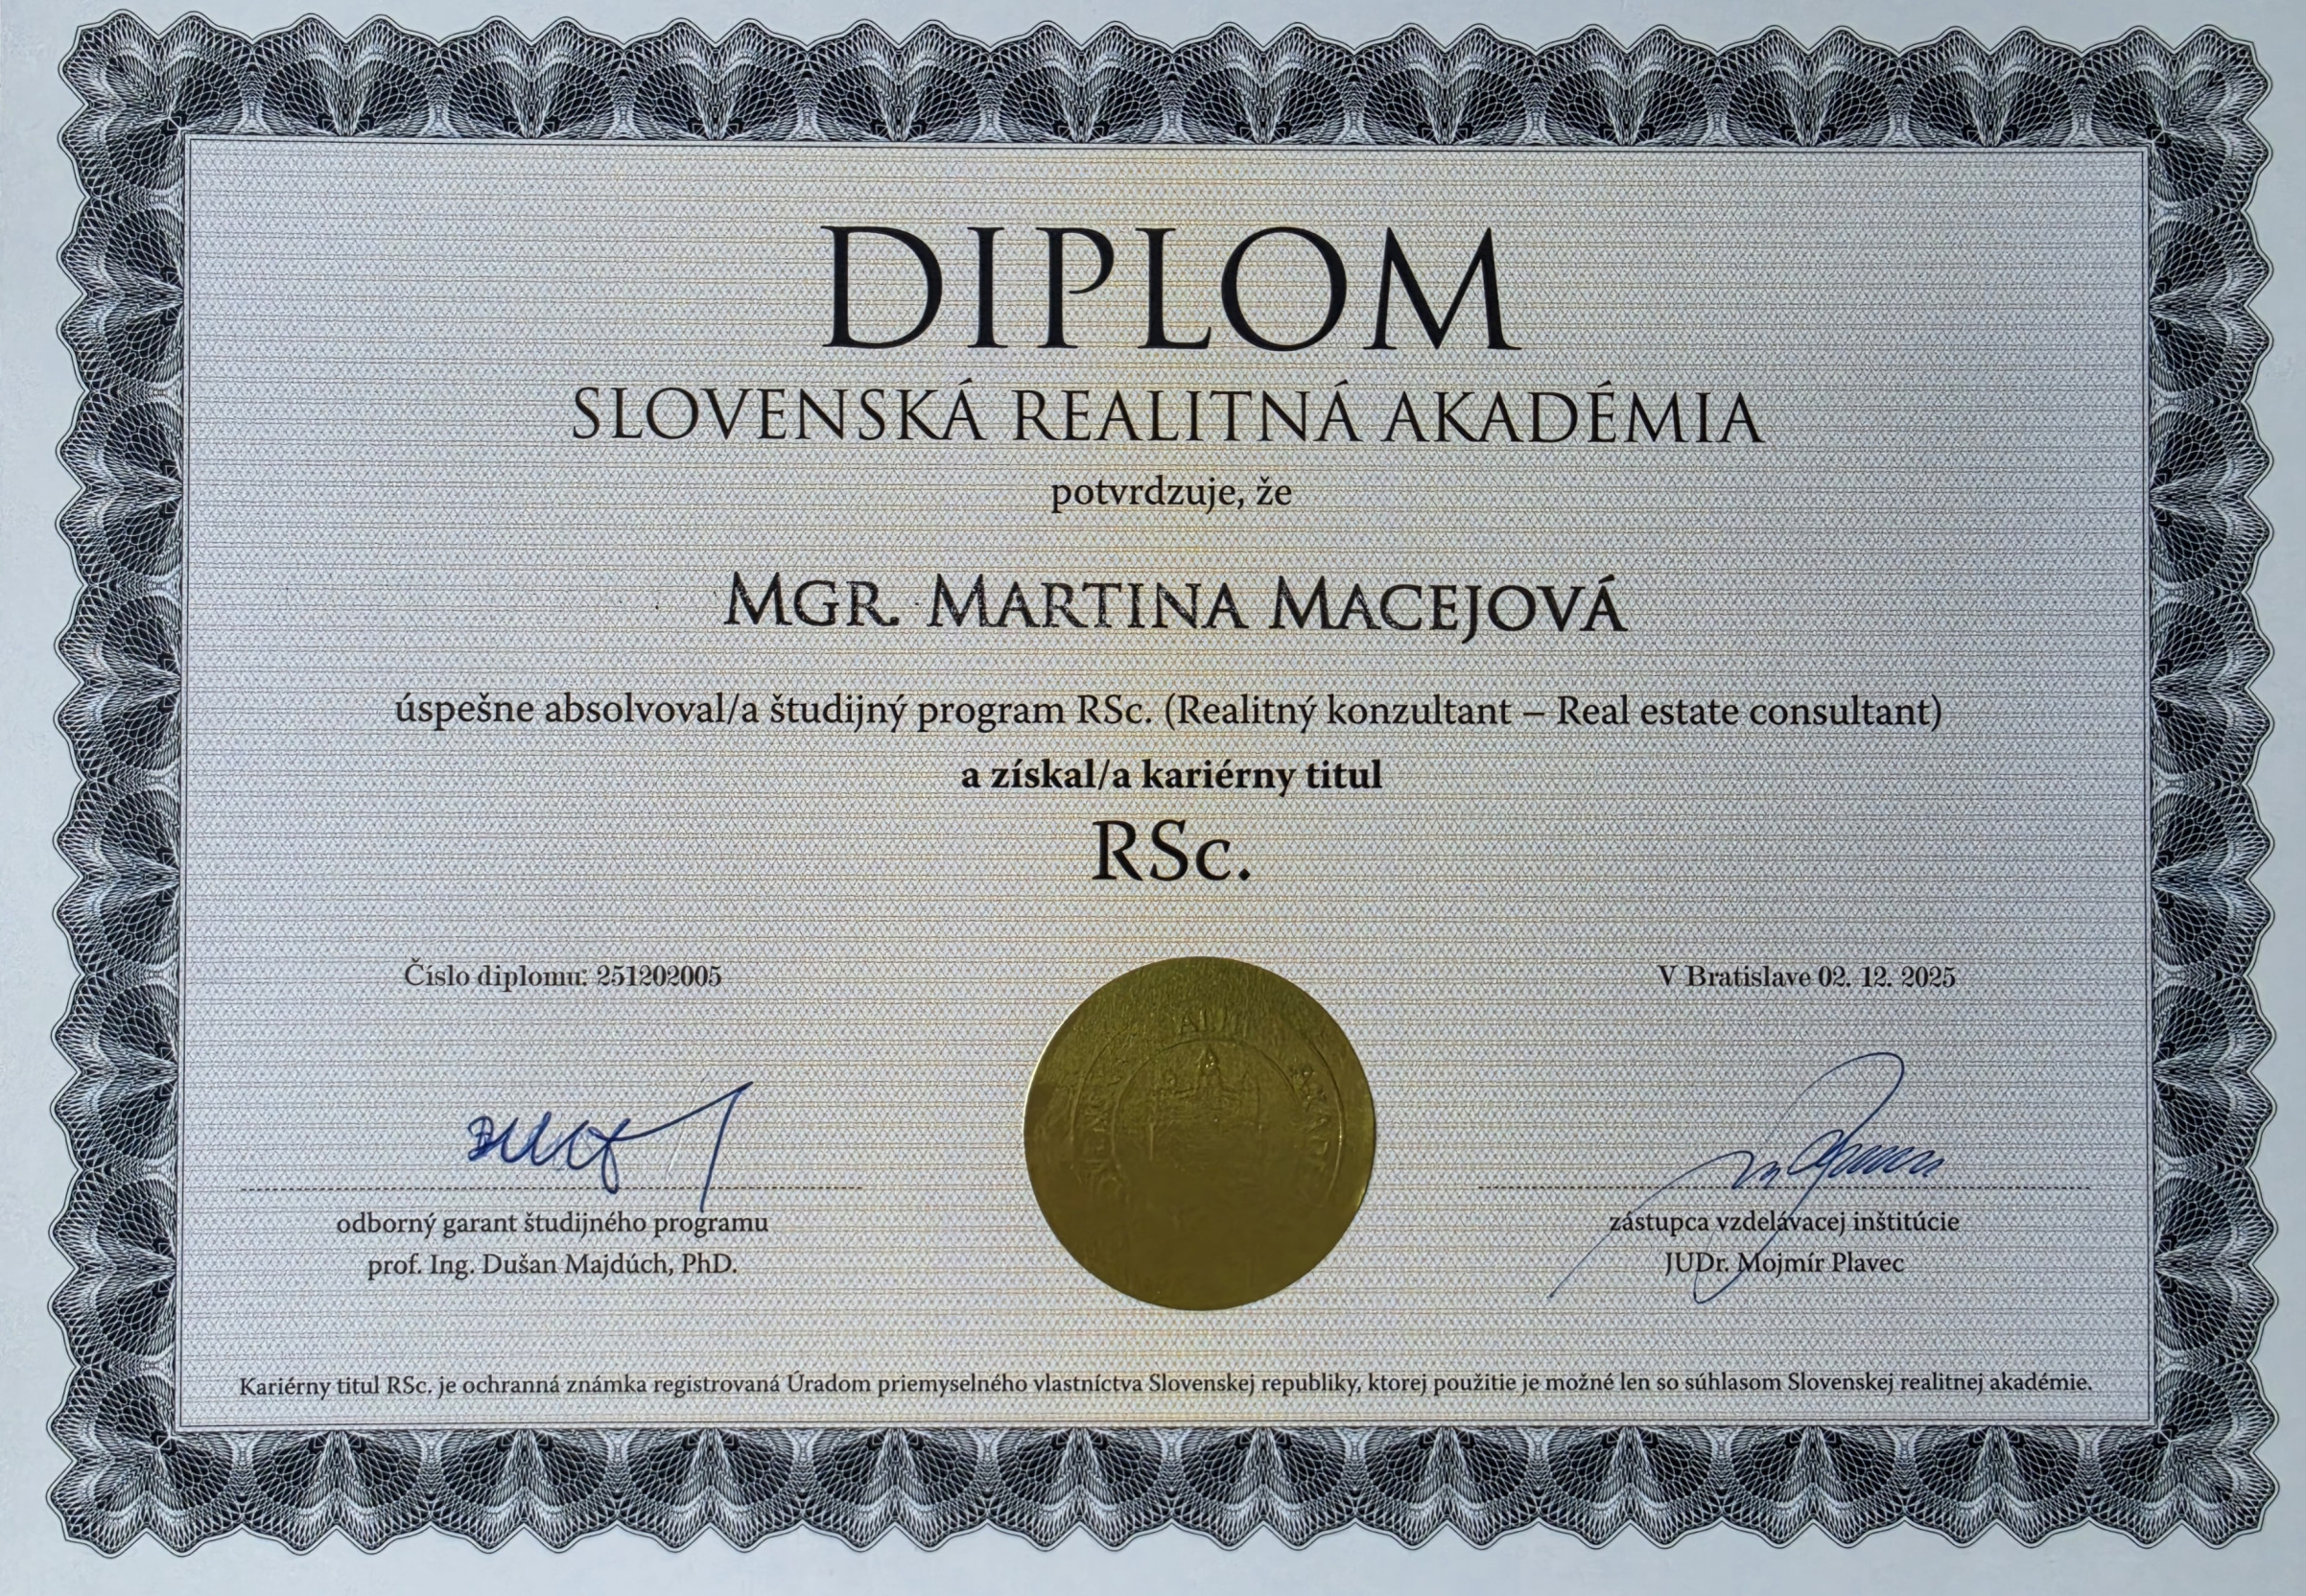 DIPLOM
SLOVENSKÁ REALITNÁ AKADÉMIA
potvrdzuje, že
MGR. MARTINA MACEJOVÁ
úspešne absolvoval/a študijný program RSc. (Realitný konzultant – Real estate consultant)
a získal/a kariérny titul
RSc.
Číslo diplomu: 251202005
V Bratislave 02. 12. 2025
odborný garant študijného programu
prof. Ing. Dušan Majdúch, PhD.
zástupca vzdelávacej inštitúcie
JUDr. Mojmír Plavec
Kariérny titul RSc. je ochranná známka registrovaná Úradom priemyselného vlastníctva Slovenskej republiky, ktorej použitie je možné len so súhlasom Slovenskej realitnej akadémie.